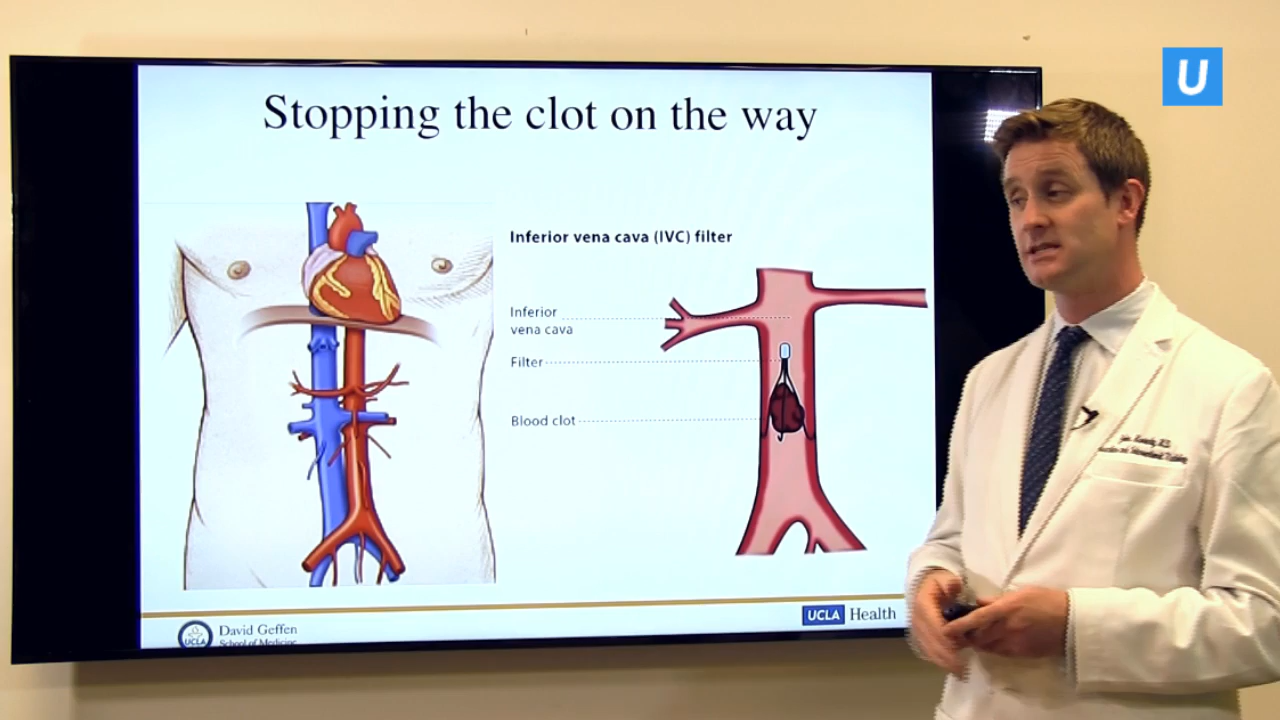 U
Stopping the clot on the way
Inferior vena cava (IVC) filter
Inferior
vena cava
Filter
Blood clot
UCLA Health
UCLA
David Geffen
School of Medicine